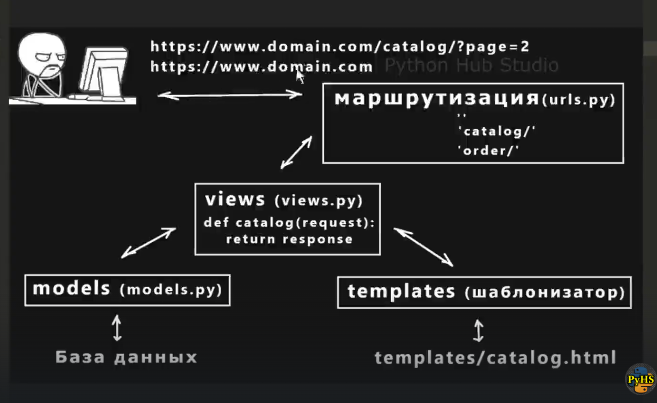 https://www.domain.com/catalog/?page=2
https://www.domain.com
Python Hub Studio
маршрутизация(urls.py)
''
'catalog/'
'order/'
views (views.py)
def catalog(request):
return response
models (models.py)
templates (шаблонизатор)
База данных
templates/catalog.html
PyHS